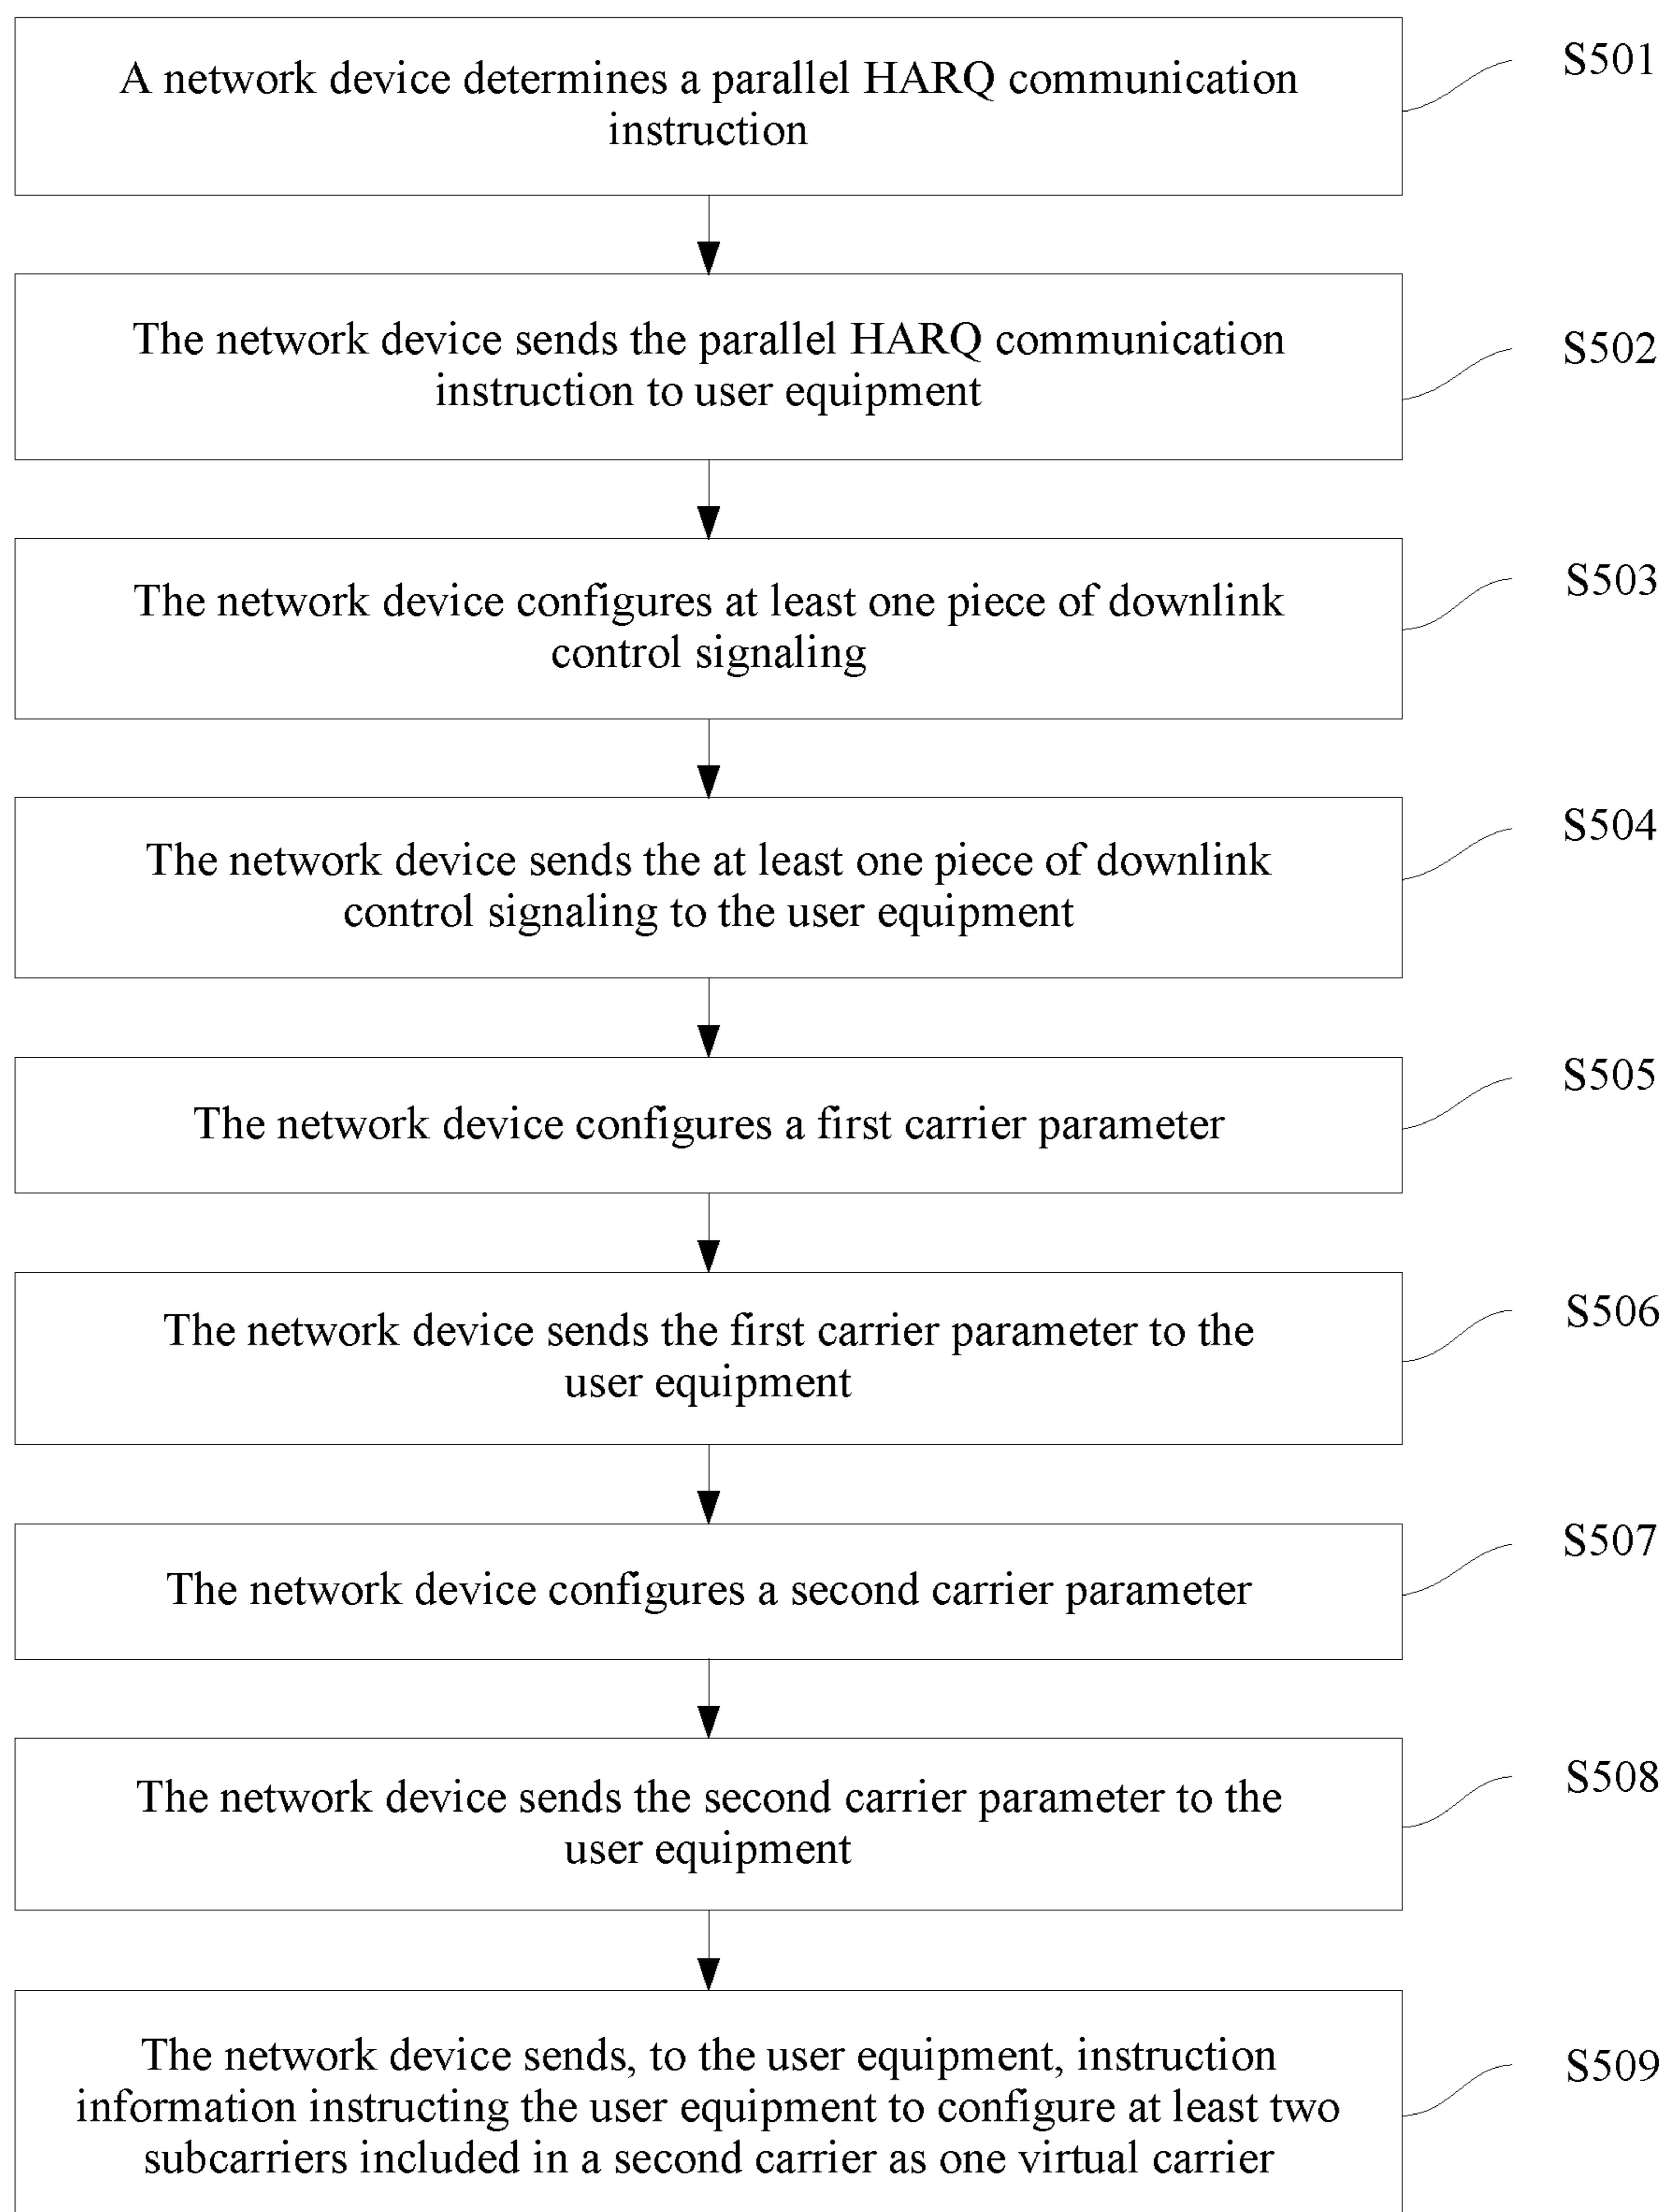 A network device determines a parallel HARQ communication
instruction
S501
The network device sends the parallel HARQ communication
instruction to user equipment
S502
The network device configures at least one piece of downlink
control signaling
S503
The network device sends the at least one piece of downlink
control signaling to the user equipment
S504
The network device configures a first carrier parameter
S505
The network device sends the first carrier parameter to the
user equipment
S506
The network device configures a second carrier parameter
S507
The network device sends the second carrier parameter to the
user equipment
S508
The network device sends, to the user equipment, instruction
information instructing the user equipment to configure at least two
subcarriers included in a second carrier as one virtual carrier
S509